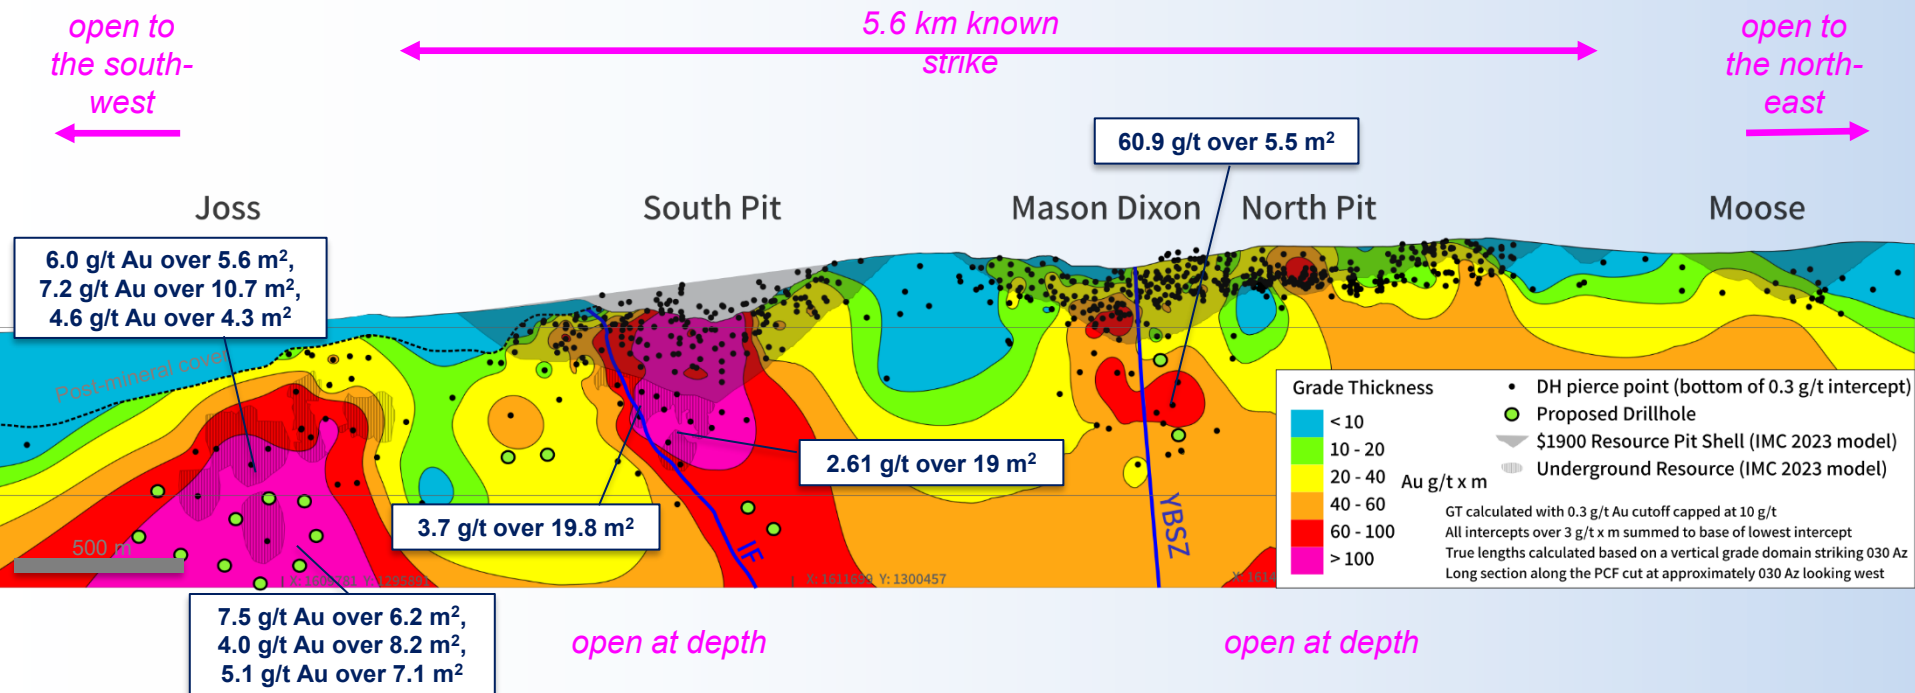 open to
the south-
west
5.6 km known
strike
open to
the north-
east
60.9 g/t over 5.5 m²
Joss
South Pit
Mason Dixon
North Pit
Moose
6.0 g/t Au over 5.6 m²,
7.2 g/t Au over 10.7 m²,
4.6 g/t Au over 4.3 m²
Post-mineral cover
2.61 g/t over 19 m²
3.7 g/t over 19.8 m²
IF
YBSZ
500 m
Y: 1295891
X: 1611659 Y: 1300457
X: 1614
7.5 g/t Au over 6.2 m²,
4.0 g/t Au over 8.2 m²,
5.1 g/t Au over 7.1 m²
open at depth
open at depth
Grade Thickness
< 10
10 - 20
20 - 40
40 - 60
60 - 100
> 100
Au g/t x m
DH pierce point (bottom of 0.3 g/t intercept)
Proposed Drillhole
$1900 Resource Pit Shell (IMC 2023 model)
Underground Resource (IMC 2023 model)
GT calculated with 0.3 g/t Au cutoff capped at 10 g/t
All intercepts over 3 g/t x m summed to base of lowest intercept
True lengths calculated based on a vertical grade domain striking 030 Az
Long section along the PCF cut at approximately 030 Az looking west